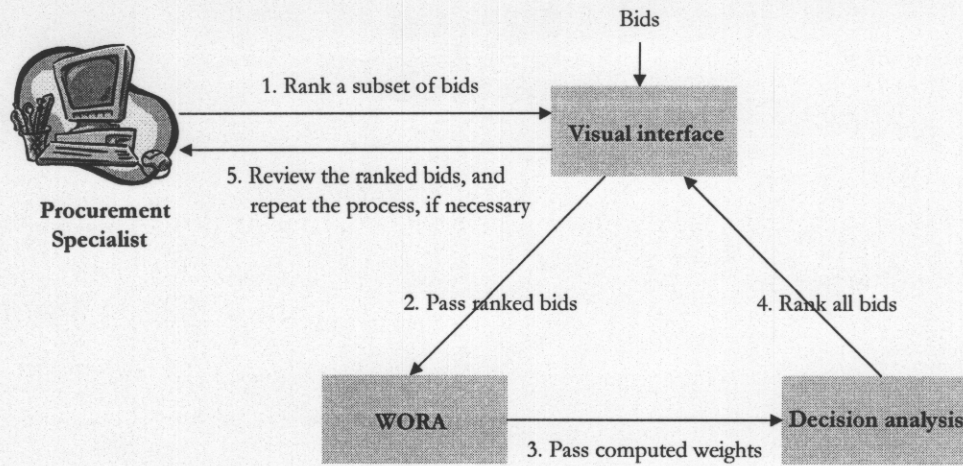 Bids
1. Rank a subset of bids
Visual interface
5. Review the ranked bids, and
repeat the process, if necessary
Procurement
Specialist
2. Pass ranked bids
4. Rank all bids
WORA
Decision analysis
3. Pass computed weights